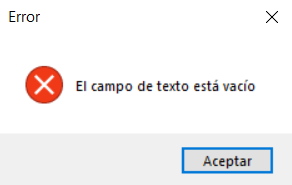 Error
El campo de texto está vacío
Aceptar